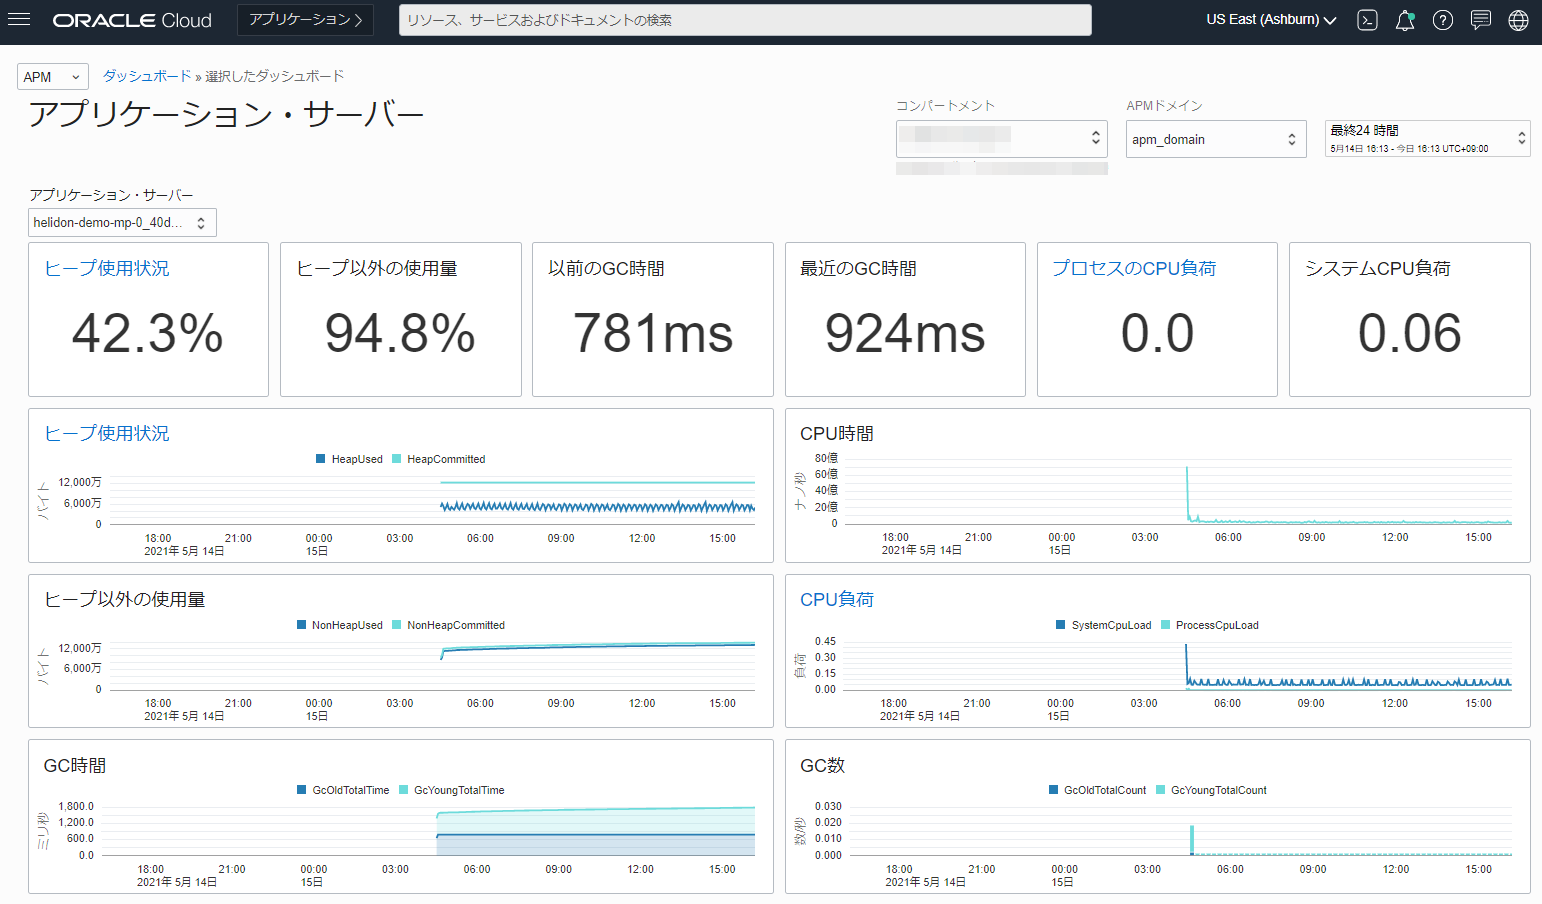 ORACLE Cloud
アプリケーション
リソース、サービスおよびドキュメントの検索
US East (Ashburn)
APM
ダッシュボード » 選択したダッシュボード
アプリケーション・サーバー
コンパートメント
APMドメイン
apm_domain
最終24 時間
5月14日 16:13 - 今日 16:13 UTC+09:00
アプリケーション・サーバー
helidon-demo-mp-0_40d...
ヒープ使用状況
42.3%
ヒープ以外の使用量
94.8%
以前のGC時間
781ms
最近のGC時間
924ms
プロセスのCPU負荷
0.0
システムCPU負荷
0.06
ヒープ使用状況
HeapUsed HeapCommitted
バイト
12,000万
6,000万
0
18:00 21:00 00:00 03:00 06:00 09:00 12:00 15:00
2021年 5月 14日 15日
CPU時間
ナノ秒
80億
60億
40億
20億
0
18:00 21:00 00:00 03:00 06:00 09:00 12:00 15:00
2021年 5月 14日 15日
ヒープ以外の使用量
NonHeapUsed NonHeapCommitted
バイト
12,000万
6,000万
0
18:00 21:00 00:00 03:00 06:00 09:00 12:00 15:00
2021年 5月 14日 15日
CPU負荷
SystemCpuLoad ProcessCpuLoad
負荷
0.45
0.30
0.15
0.00
18:00 21:00 00:00 03:00 06:00 09:00 12:00 15:00
2021年 5月 14日 15日
GC時間
GcOldTotalTime GcYoungTotalTime
ミリ秒
1,800.0
1,200.0
600.0
0.0
18:00 21:00 00:00 03:00 06:00 09:00 12:00 15:00
2021年 5月 14日 15日
GC数
GcOldTotalCount GcYoungTotalCount
数/秒
0.030
0.020
0.010
0.000
18:00 21:00 00:00 03:00 06:00 09:00 12:00 15:00
2021年 5月 14日 15日